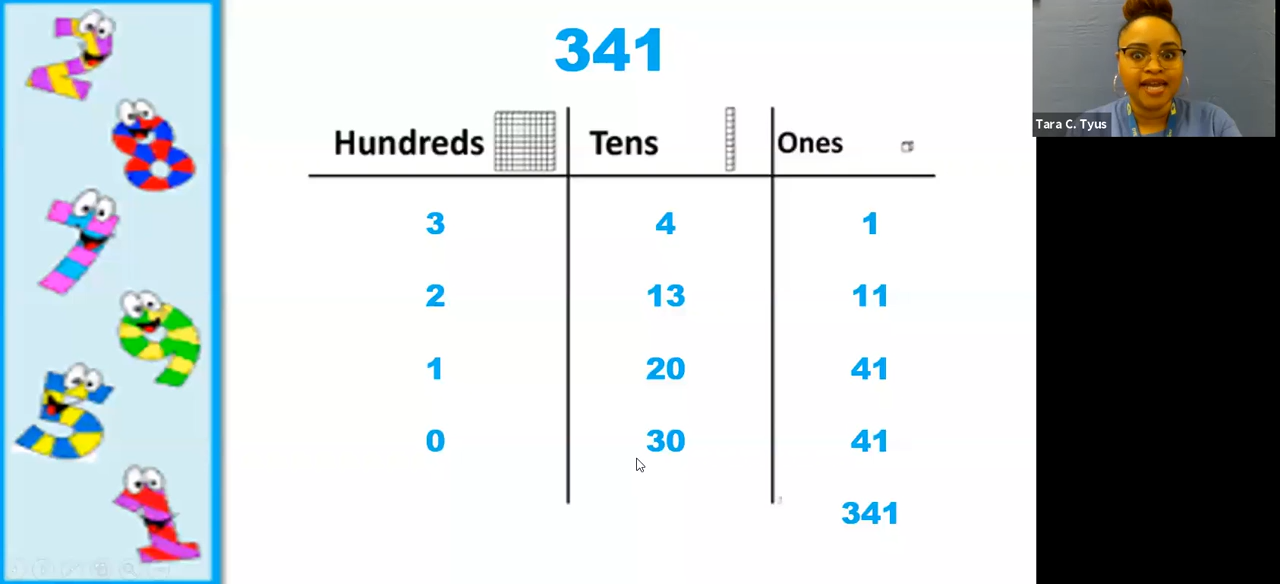 341
Hundreds Tens Ones
3 4 1
2 13 11
1 20 41
0 30 41
341
Tara C. Tyus